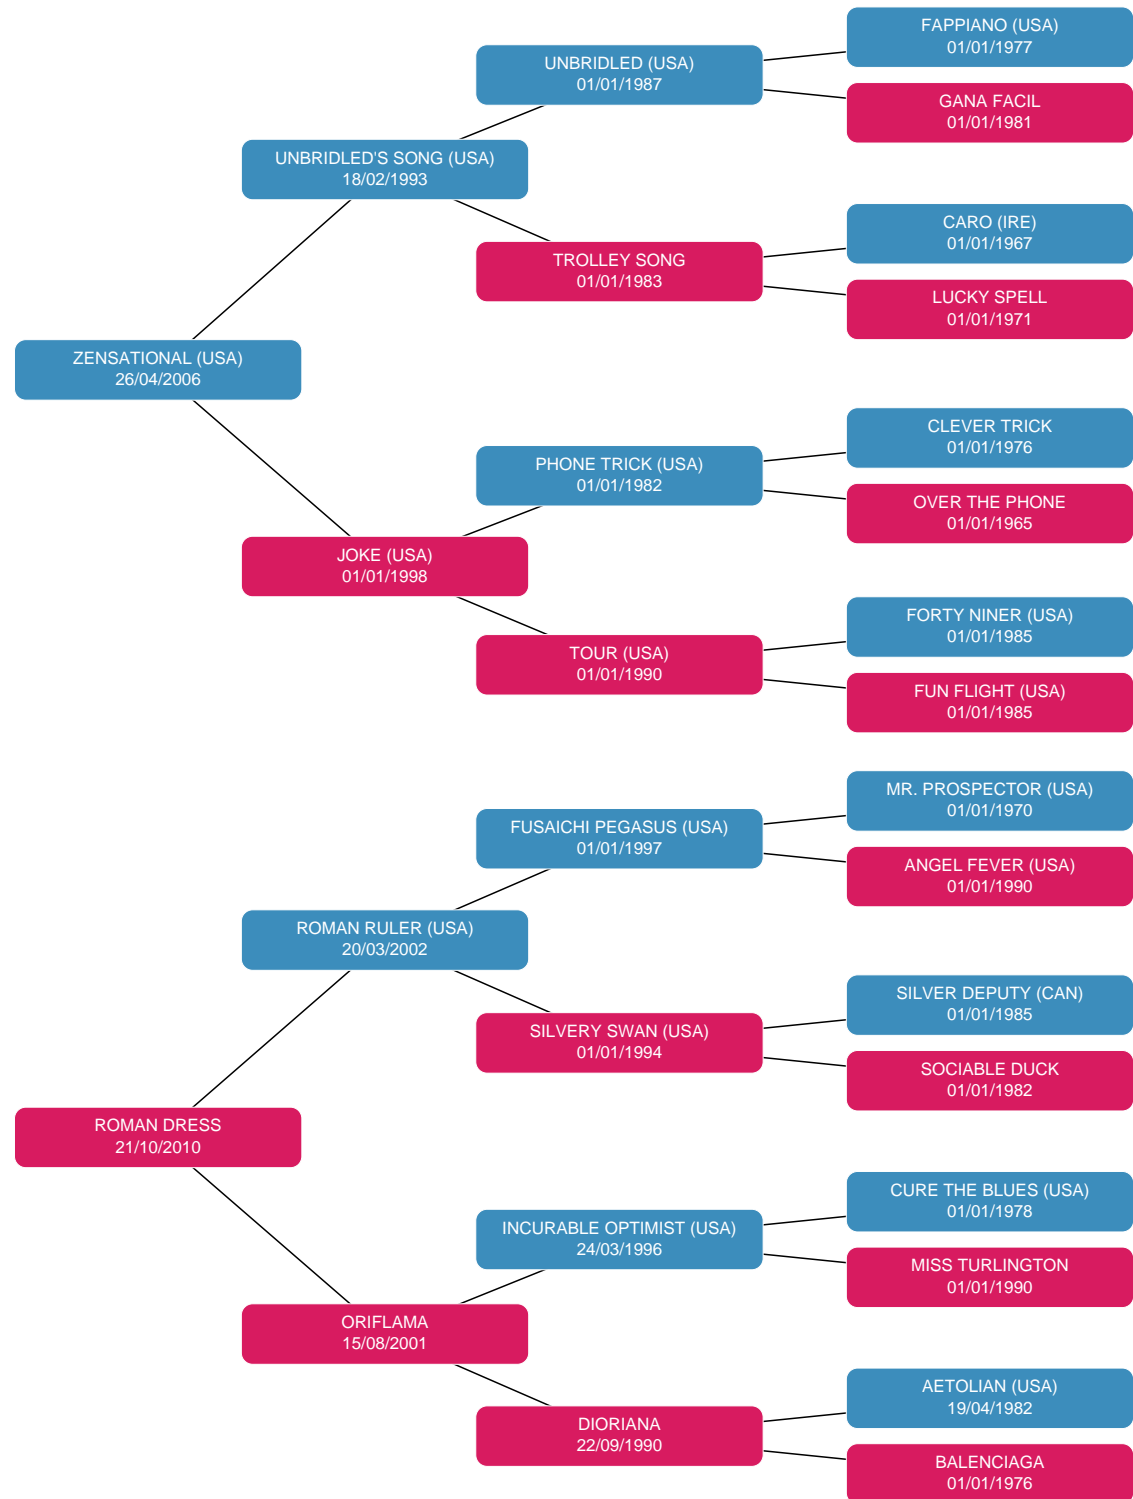 FAPPIANO (USA)
01/01/1977
UNBRIDLED (USA)
01/01/1987
GANA FACIL
01/01/1981
UNBRIDLED'S SONG (USA)
18/02/1993
CARO (IRE)
01/01/1967
TROLLEY SONG
01/01/1983
LUCKY SPELL
01/01/1971
ZENSATIONAL (USA)
26/04/2006
CLEVER TRICK
01/01/1976
PHONE TRICK (USA)
01/01/1982
OVER THE PHONE
01/01/1965
JOKE (USA)
01/01/1998
FORTY NINER (USA)
01/01/1985
TOUR (USA)
01/01/1990
FUN FLIGHT (USA)
01/01/1985
MR. PROSPECTOR (USA)
01/01/1970
FUSAICHI PEGASUS (USA)
01/01/1997
ANGEL FEVER (USA)
01/01/1990
ROMAN RULER (USA)
20/03/2002
SILVER DEPUTY (CAN)
01/01/1985
SILVERY SWAN (USA)
01/01/1994
SOCIABLE DUCK
01/01/1982
ROMAN DRESS
21/10/2010
CURE THE BLUES (USA)
01/01/1978
INCURABLE OPTIMIST (USA)
24/03/1996
MISS TURLINGTON
01/01/1990
ORIFLAMA
15/08/2001
AETOLIAN (USA)
19/04/1982
DIORIANA
22/09/1990
BALENCIAGA
01/01/1976